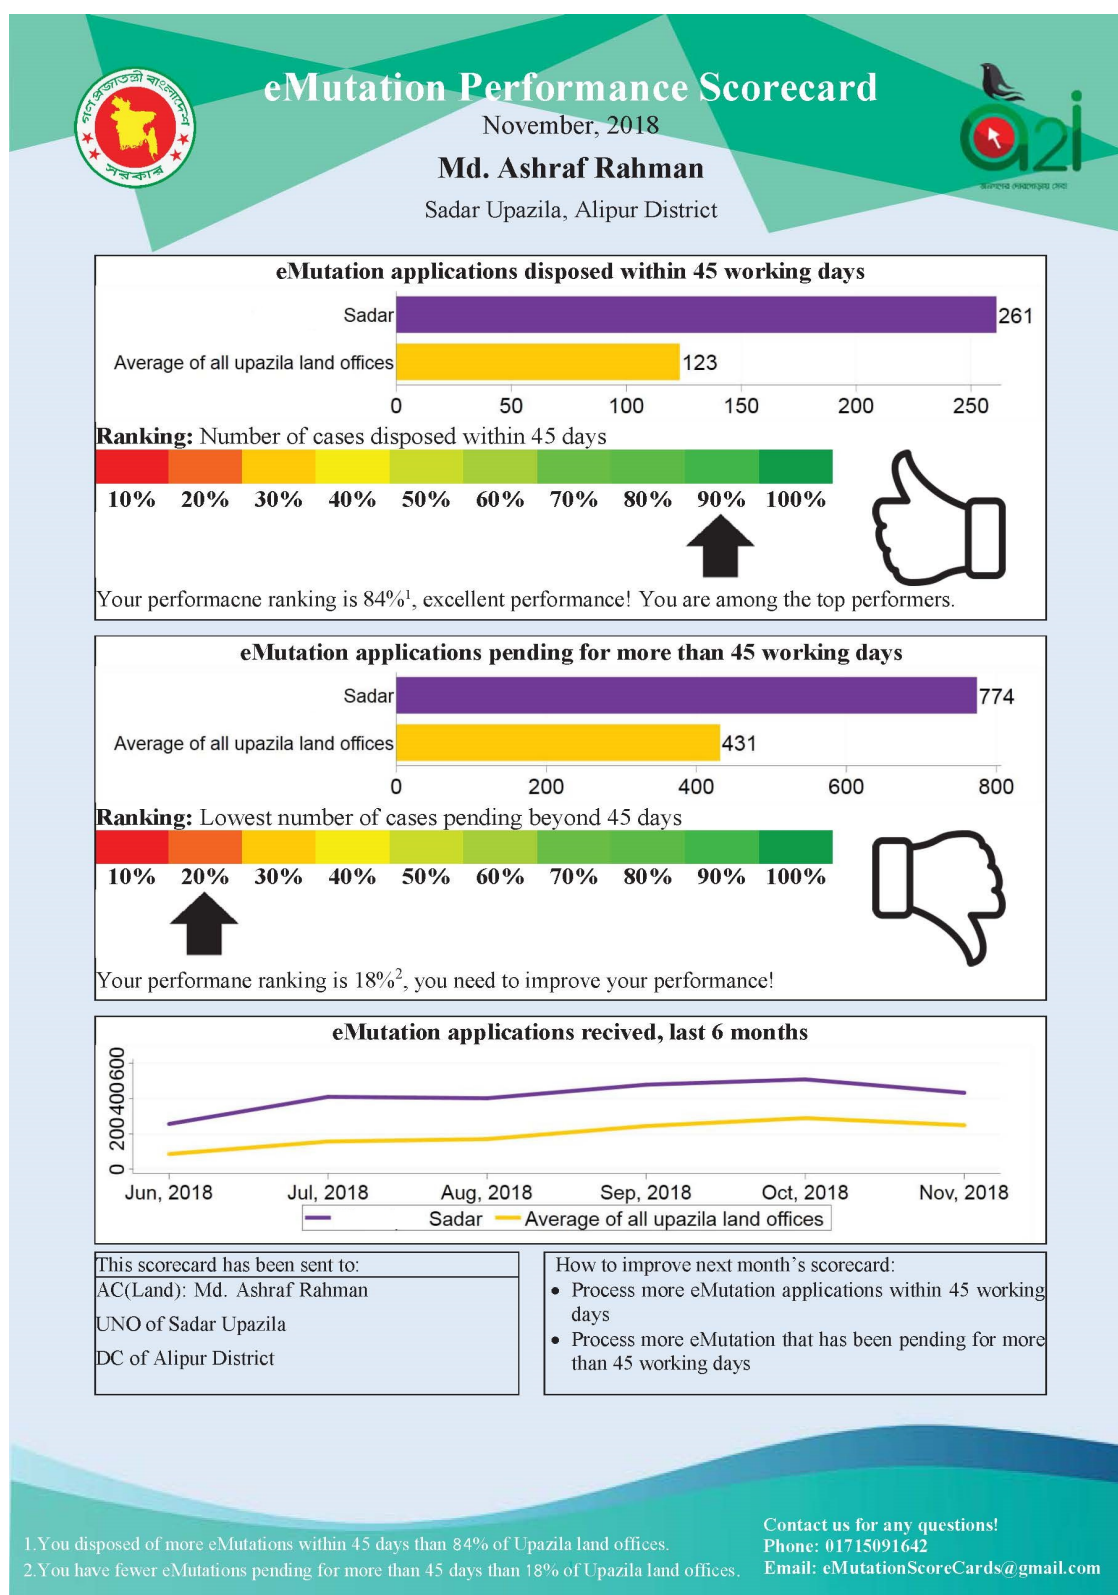 eMutation Performance Scorecard
November, 2018
Md. Ashraf Rahman
Sadar Upazila, Alipur District
গণপ্রজাতন্ত্রী বাংলাদেশ
সরকার
a2i
জনগণের দোরগোড়ায় সেবা
eMutation applications disposed within 45 working days
Sadar
261
Average of all upazila land offices
123
0 50 100 150 200 250
Ranking: Number of cases disposed within 45 days
10% 20% 30% 40% 50% 60% 70% 80% 90% 100%
Your performacne ranking is 84%1, excellent performance! You are among the top performers.
eMutation applications pending for more than 45 working days
Sadar
774
Average of all upazila land offices
431
0 200 400 600 800
Ranking: Lowest number of cases pending beyond 45 days
10% 20% 30% 40% 50% 60% 70% 80% 90% 100%
Your performane ranking is 18%2, you need to improve your performance!
eMutation applications recived, last 6 months
0 200 400 600
Jun, 2018 Jul, 2018 Aug, 2018 Sep, 2018 Oct, 2018 Nov, 2018
Sadar Average of all upazila land offices
This scorecard has been sent to:
AC(Land): Md. Ashraf Rahman
UNO of Sadar Upazila
DC of Alipur District
How to improve next month’s scorecard:
• Process more eMutation applications within 45 working
days
• Process more eMutation that has been pending for more
than 45 working days
1.You disposed of more eMutations within 45 days than 84% of Upazila land offices.
2.You have fewer eMutations pending for more than 45 days than 18% of Upazila land offices.
Contact us for any questions!
Phone: 01715091642
Email: eMutationScoreCards@gmail.com